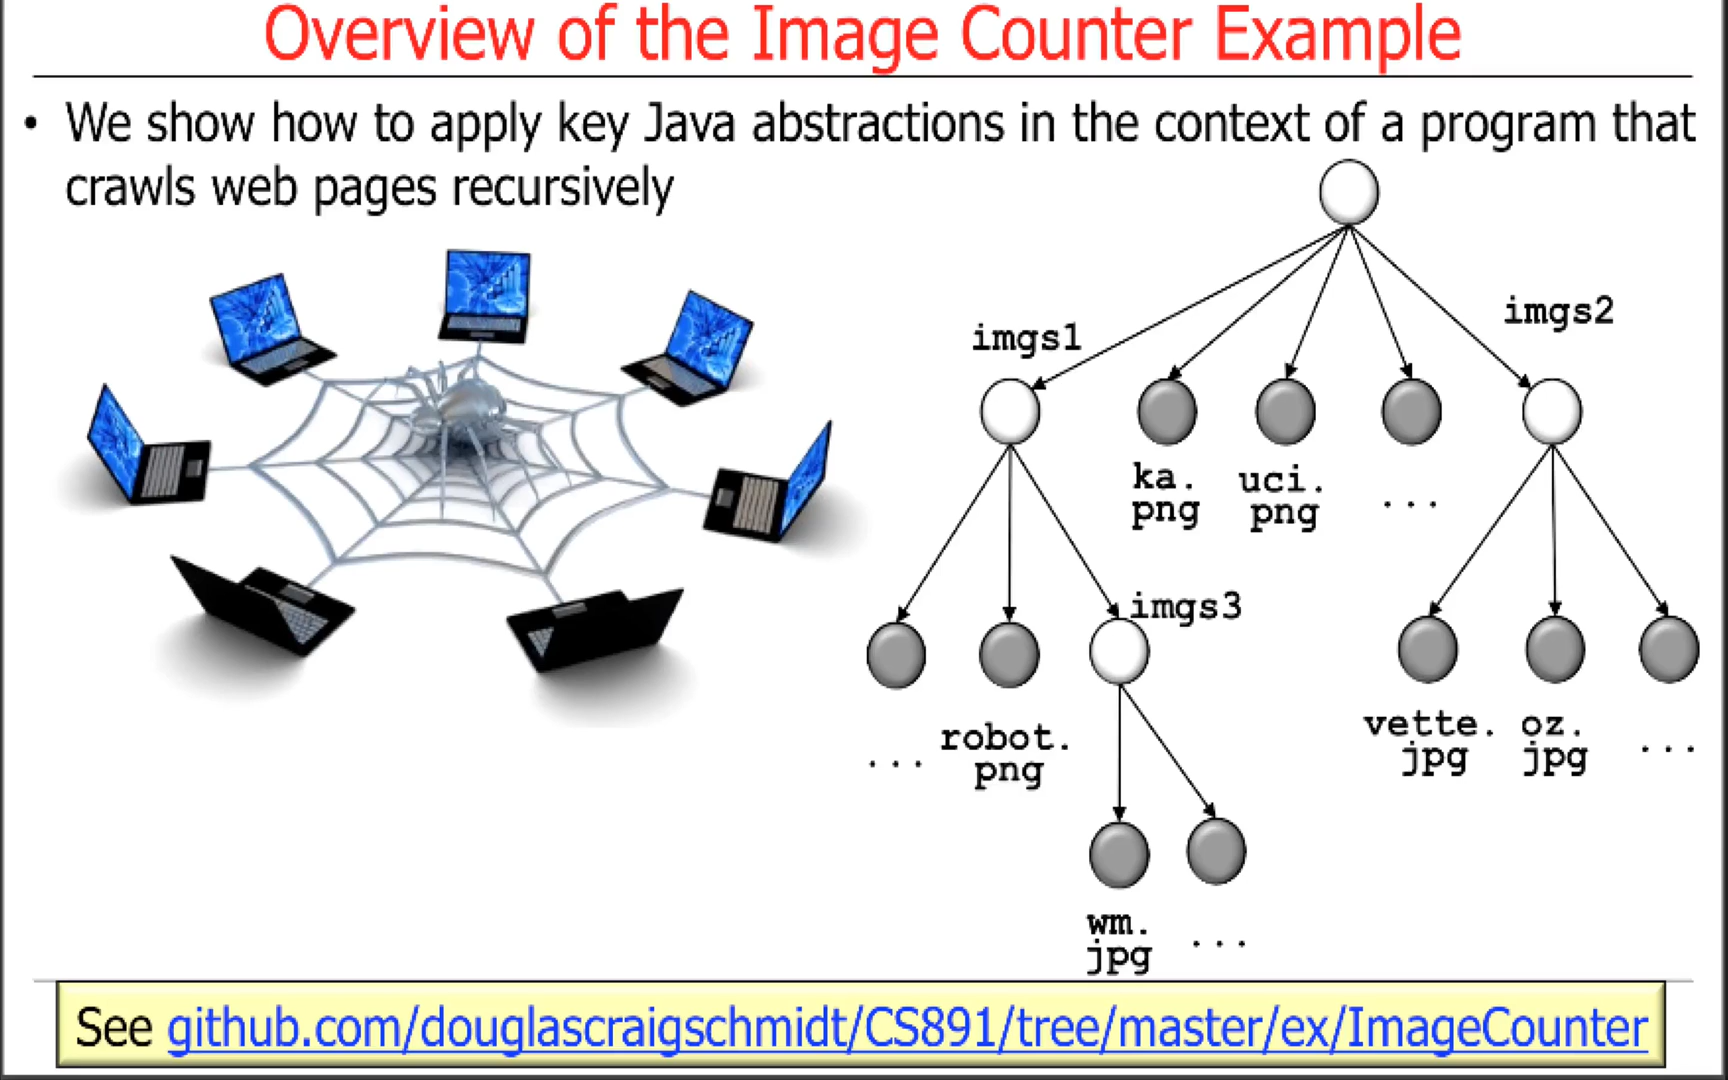 Overview of the Image Counter Example
• We show how to apply key Java abstractions in the context of a program that
crawls web pages recursively
imgs1
imgs2
ka.
png
uci.
png
...
imgs3
...
robot.
png
vette.
jpg
oz.
jpg
...
wm.
jpg
...
See github.com/douglascraigschmidt/CS891/tree/master/ex/ImageCounter